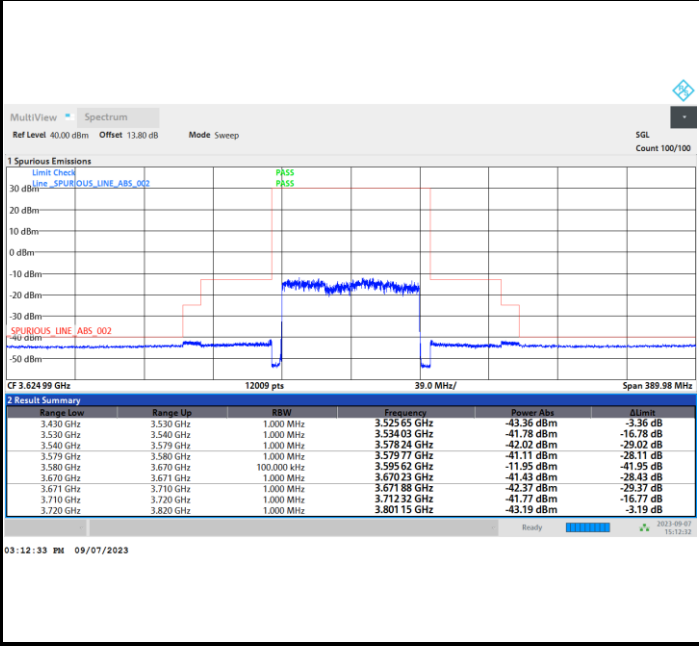 MultiView Spectrum
Ref Level 40.00 dBm Offset 13.80 dB Mode Sweep SGL
Count 100/100
1 Spurious Emissions
Limit Check PASS
Line _SPURIOUS_LINE_ABS_002 PASS
30 dBm
20 dBm
10 dBm
0 dBm
-10 dBm
-20 dBm
-30 dBm
_SPURIOUS_LINE_ABS_002
-40 dBm
-50 dBm
CF 3.624 99 GHz 12009 pts 39.0 MHz/ Span 389.98 MHz
2 Result Summary
Range Low Range Up RBW Frequency Power Abs ΔLimit
3.430 GHz 3.530 GHz 1.000 MHz 3.525 65 GHz -43.36 dBm -3.36 dB
3.530 GHz 3.540 GHz 1.000 MHz 3.534 03 GHz -41.78 dBm -16.78 dB
3.540 GHz 3.579 GHz 1.000 MHz 3.578 24 GHz -42.02 dBm -29.02 dB
3.579 GHz 3.580 GHz 1.000 MHz 3.579 77 GHz -41.11 dBm -28.11 dB
3.580 GHz 3.670 GHz 100.000 kHz 3.595 62 GHz -11.95 dBm -41.95 dB
3.670 GHz 3.671 GHz 1.000 MHz 3.670 23 GHz -41.43 dBm -28.43 dB
3.671 GHz 3.710 GHz 1.000 MHz 3.671 88 GHz -42.37 dBm -29.37 dB
3.710 GHz 3.720 GHz 1.000 MHz 3.712 32 GHz -41.77 dBm -16.77 dB
3.720 GHz 3.820 GHz 1.000 MHz 3.801 15 GHz -43.19 dBm -3.19 dB
Ready 2023-09-07
15:12:32
03:12:33 PM 09/07/2023